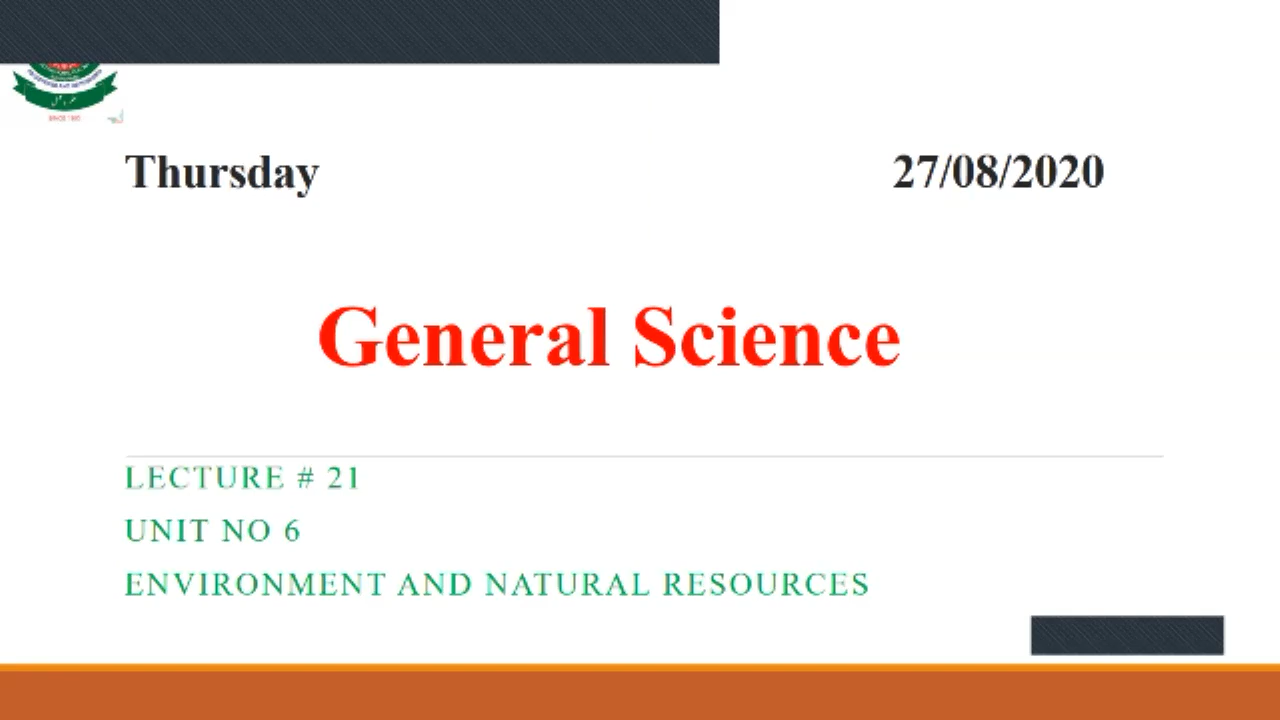 Thursday 27/08/2020
General Science
LECTURE # 21
UNIT NO 6
ENVIRONMENT AND NATURAL RESOURCES